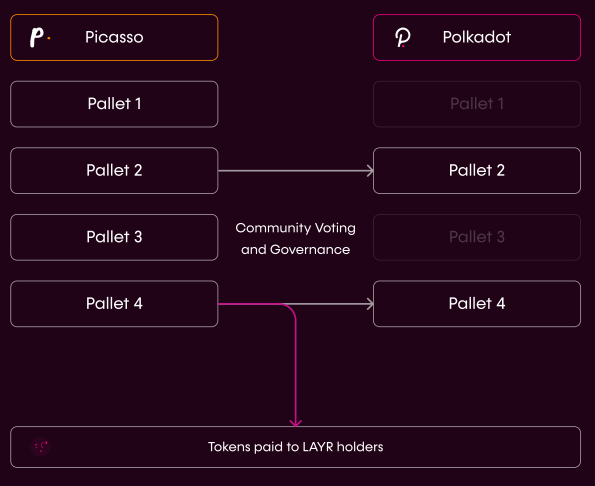 Picasso
Polkadot
Pallet 1
Pallet 1
Pallet 2
Pallet 2
Pallet 3
Community Voting
and Governance
Pallet 3
Pallet 4
Pallet 4
Tokens paid to LAYR holders